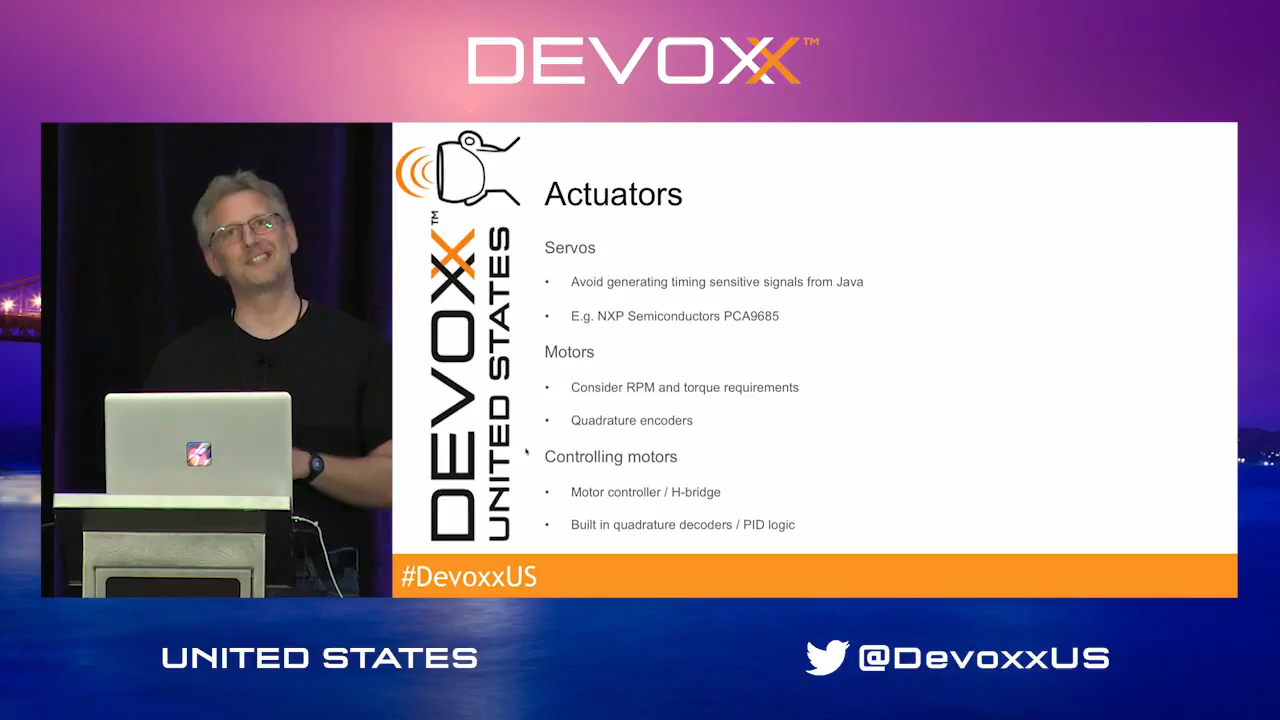 DEVOXX™
DEVOXX™
UNITED STATES
Actuators
Servos
• Avoid generating timing sensitive signals from Java
• E.g. NXP Semiconductors PCA9685
Motors
• Consider RPM and torque requirements
• Quadrature encoders
Controlling motors
• Motor controller / H-bridge
• Built in quadrature decoders / PID logic
#DevoxxUS
UNITED STATES
@DevoxxUS